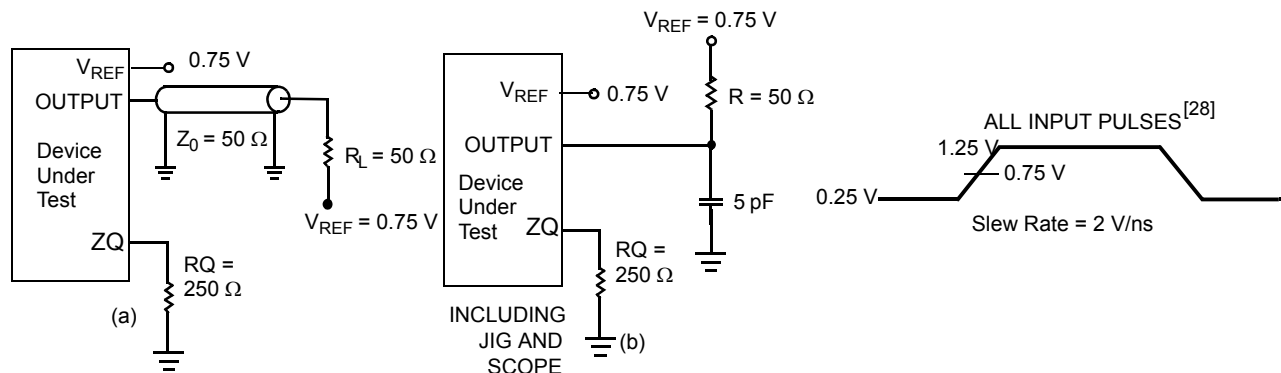 V_REF 0.75 V
OUTPUT
Z_0 = 50 Ω
Device
Under
Test
R_L = 50 Ω
V_REF = 0.75 V
ZQ
RQ =
250 Ω
(a)
V_REF = 0.75 V
R = 50 Ω
V_REF 0.75 V
OUTPUT
Device
Under
Test
5 pF
ZQ
RQ =
250 Ω
INCLUDING
JIG AND
SCOPE
(b)
ALL INPUT PULSES[28]
1.25 V
0.75 V
0.25 V
Slew Rate = 2 V/ns